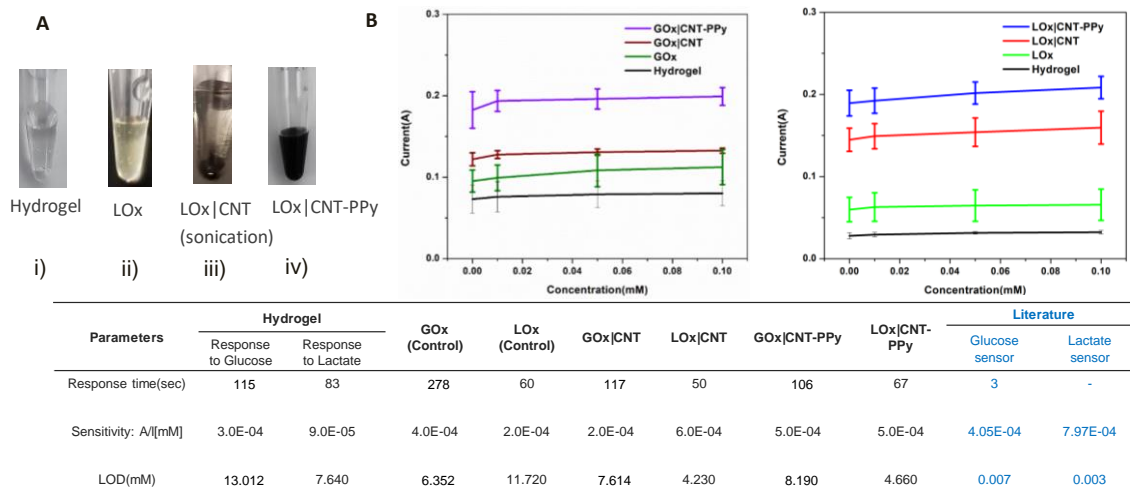 A
Hydrogel
LOx
LOx|CNT
(sonication)
LOx|CNT-PPy
i)
ii)
iii)
iv)
B
0.3
0.2
0.1
0.0
Current(A)
0.00 0.02 0.04 0.06 0.08 0.10
Concentration(mM)
GOx|CNT-PPy
GOx|CNT
GOx
Hydrogel
0.3
0.2
0.1
0.0
Current(A)
0.00 0.02 0.04 0.06 0.08 0.10
Concentration(mM)
LOx|CNT-PPy
LOx|CNT
LOx
Hydrogel
Parameters Hydrogel GOx (Control) LOx (Control) GOx|CNT LOx|CNT GOx|CNT-PPy LOx|CNT-PPy Literature
Response to Glucose Response to Lactate Glucose sensor Lactate sensor
Response time(sec) 115 83 278 60 117 50 106 67 3 -
Sensitivity: A/l[mM] 3.0E-04 9.0E-05 4.0E-04 2.0E-04 2.0E-04 6.0E-04 5.0E-04 5.0E-04 4.05E-04 7.97E-04
LOD(mM) 13.012 7.640 6.352 11.720 7.614 4.230 8.190 4.660 0.007 0.003